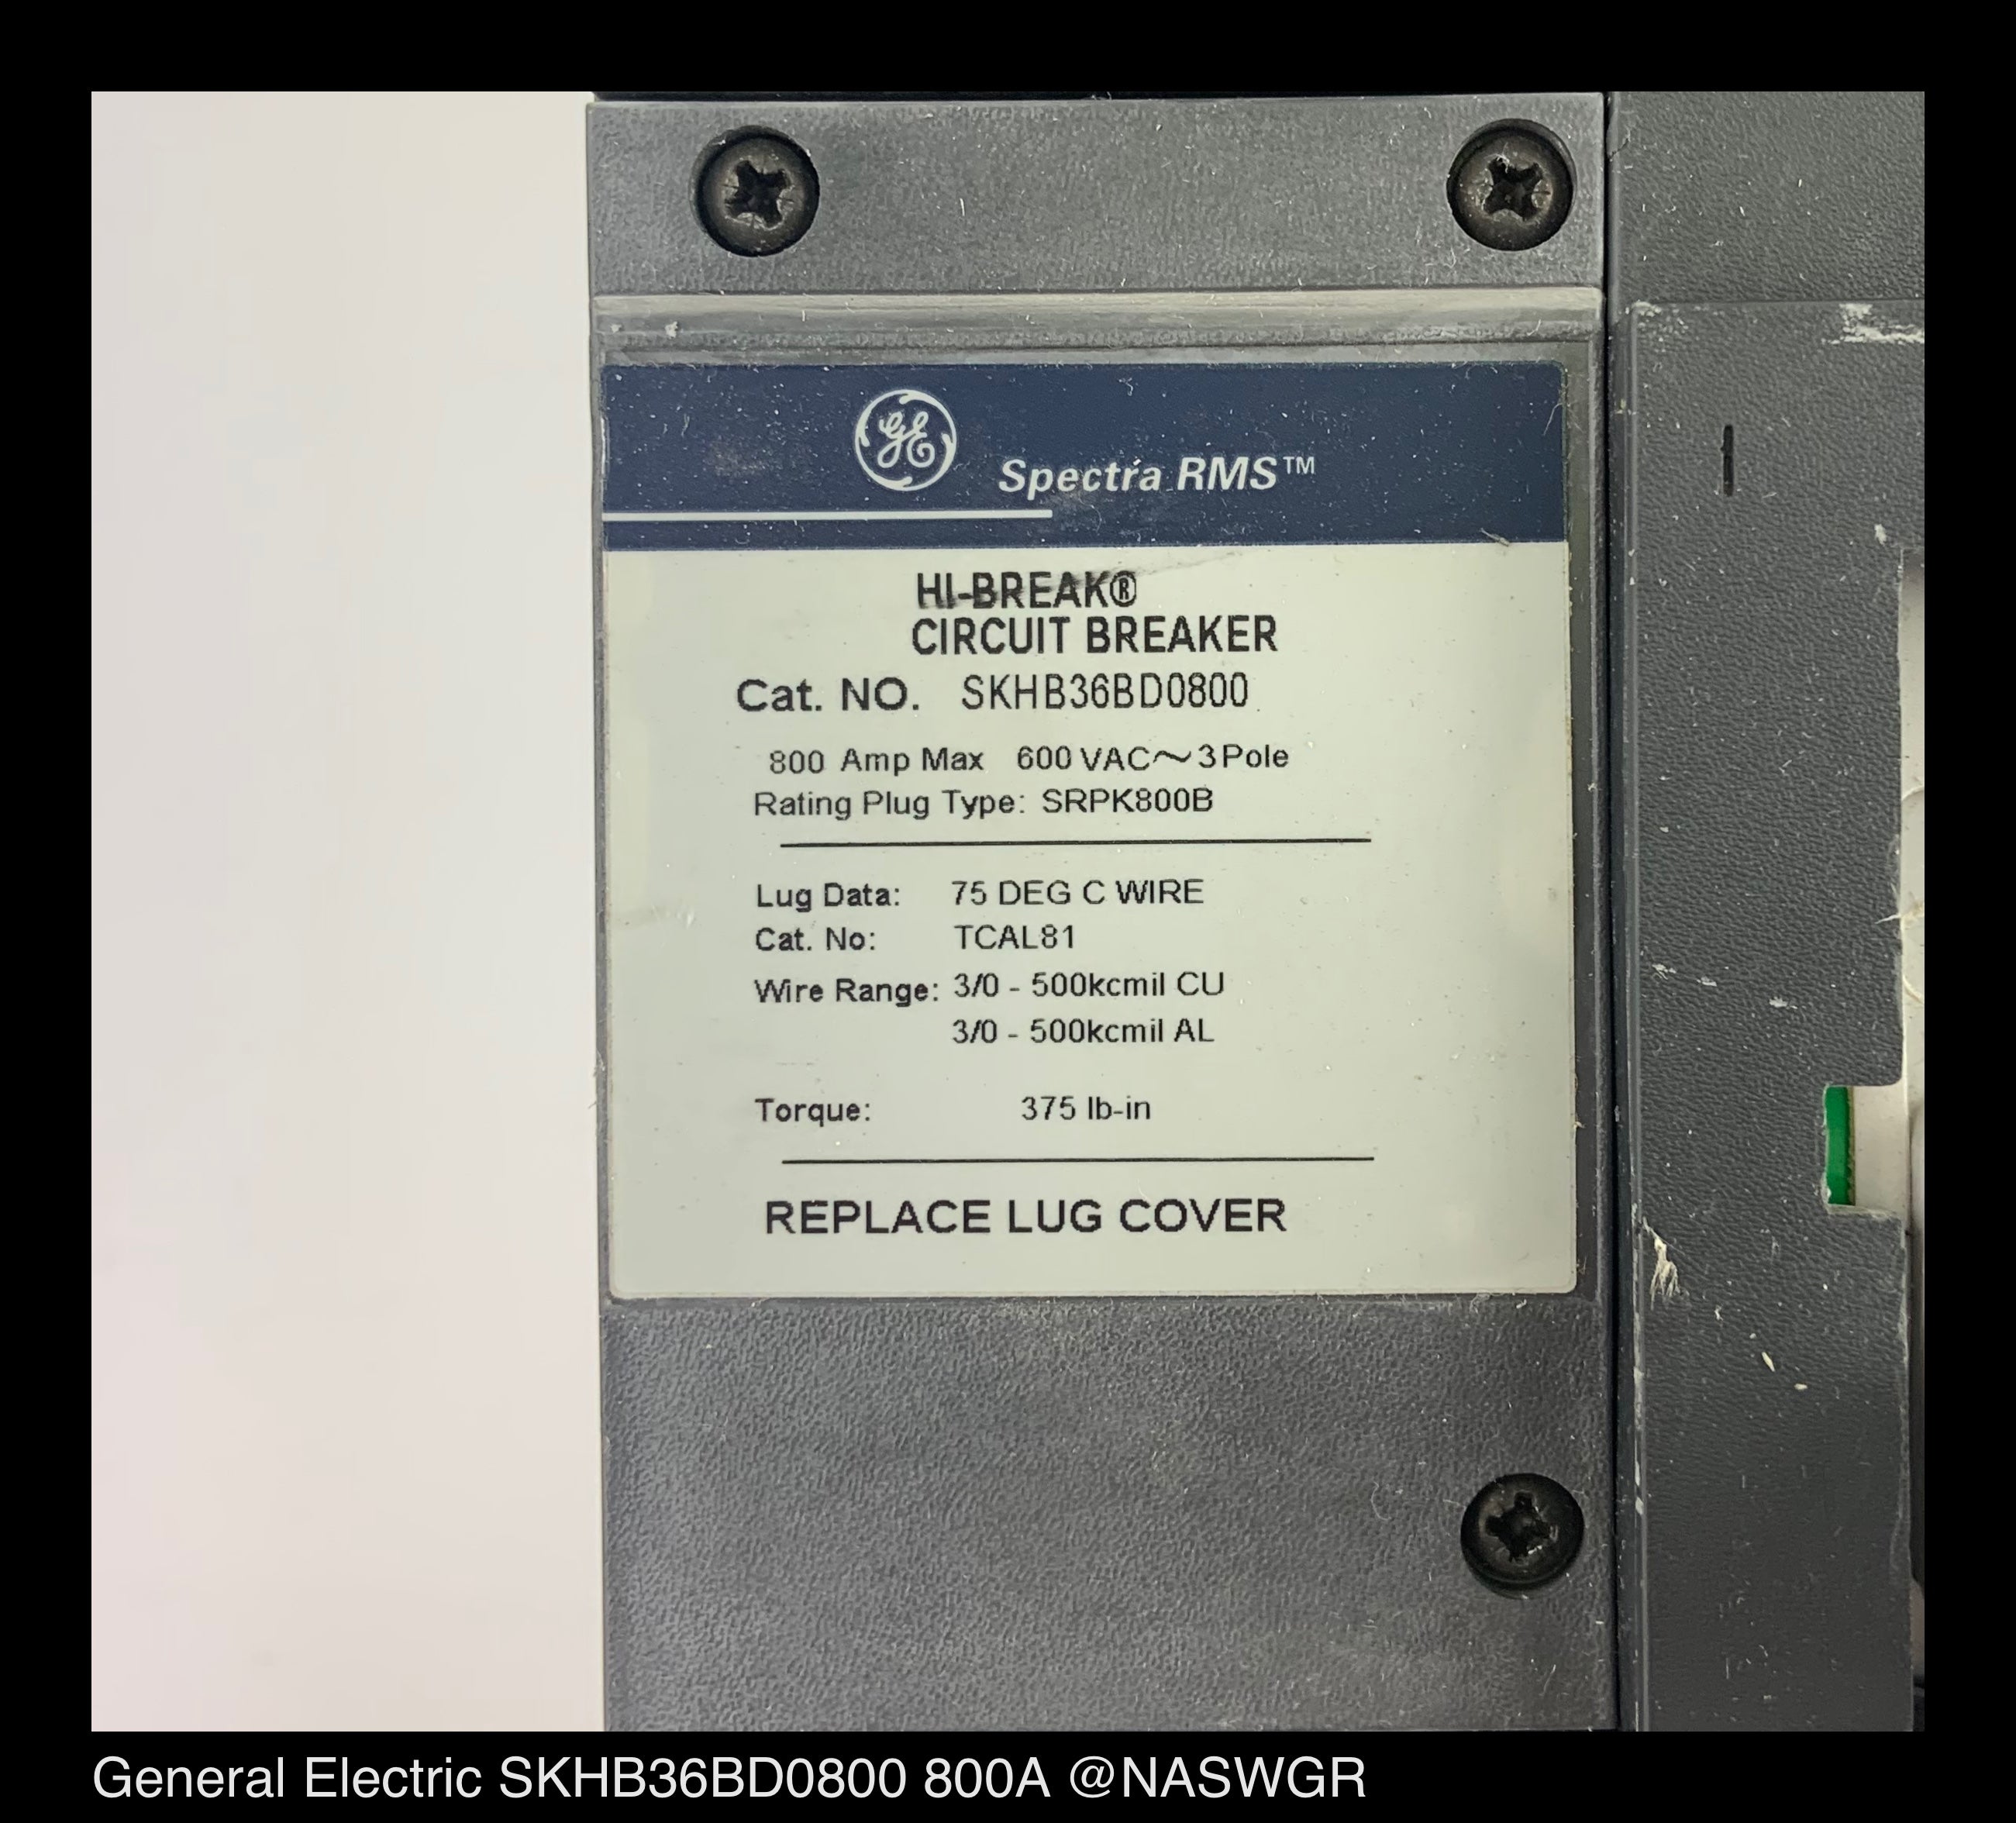 GE
Spectra RMS™
HI-BREAK®
CIRCUIT BREAKER
Cat. NO. SKHB36BD0800
800 Amp Max 600 VAC～3Pole
Rating Plug Type: SRPK800B
Lug Data: 75 DEG C WIRE
Cat. No: TCAL81
Wire Range: 3/0 - 500kcmil CU
3/0 - 500kcmil AL
Torque: 375 lb-in
REPLACE LUG COVER
General Electric SKHB36BD0800 800A @NASWGR